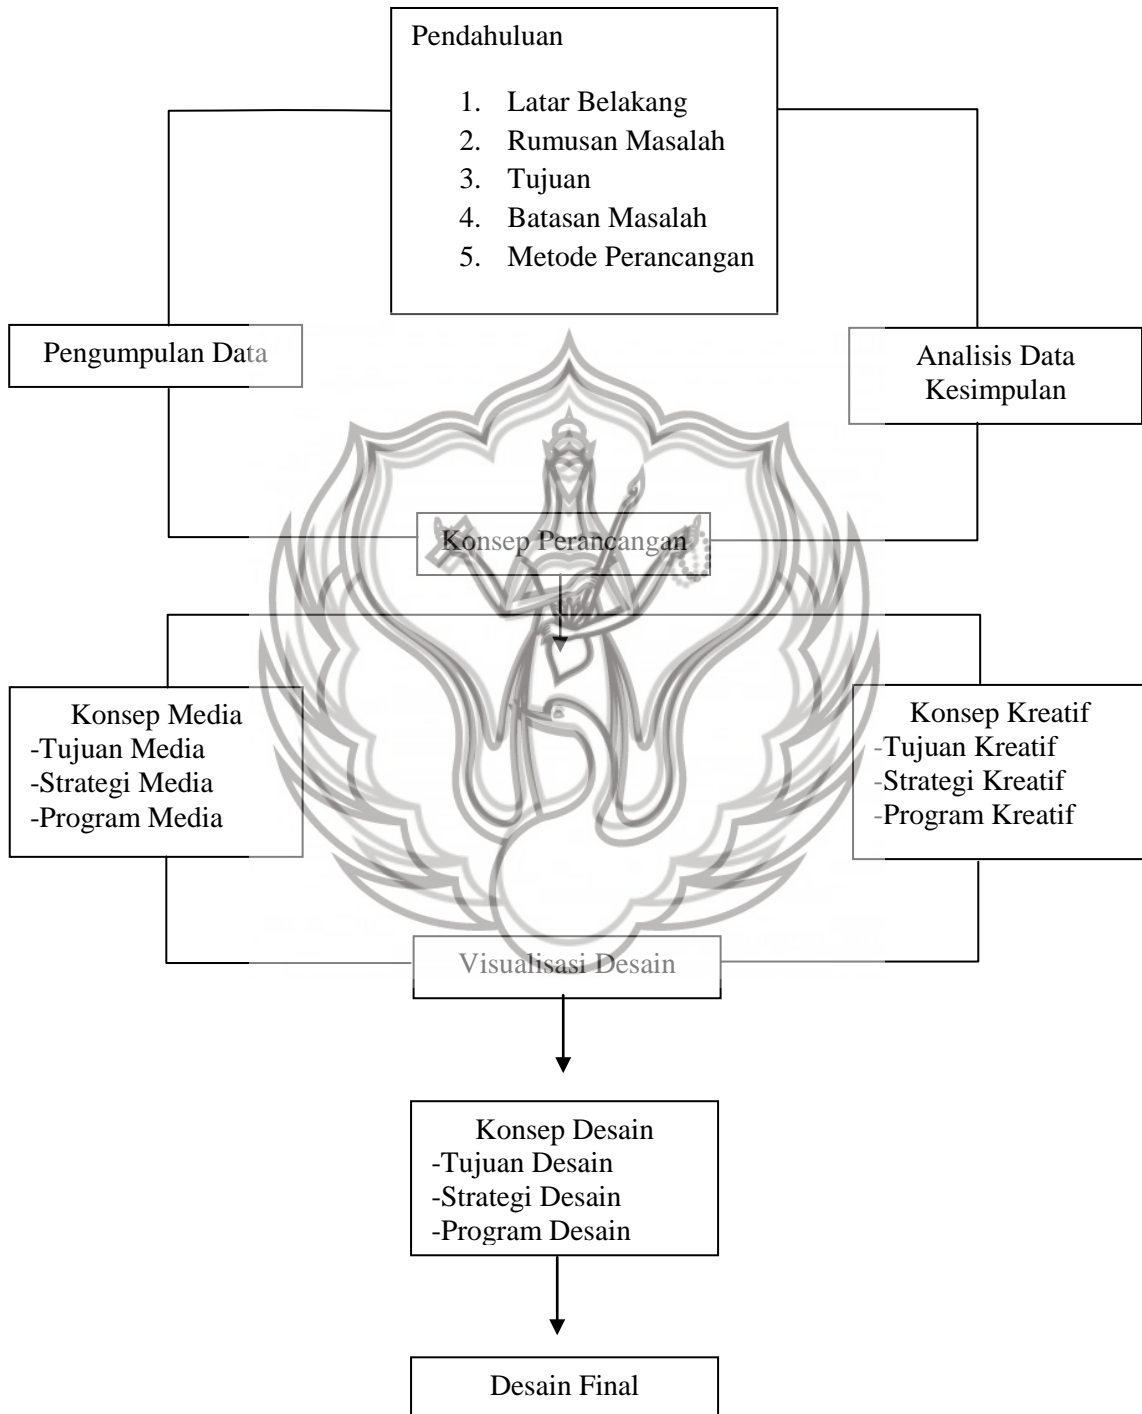 Pendahuluan
1. Latar Belakang
2. Rumusan Masalah
3. Tujuan
4. Batasan Masalah
5. Metode Perancangan
Pengumpulan Data
Analisis Data
Kesimpulan
Konsep Perancangan
Konsep Media
-Tujuan Media
-Strategi Media
-Program Media
Konsep Kreatif
-Tujuan Kreatif
-Strategi Kreatif
-Program Kreatif
Visualisasi Desain
Konsep Desain
-Tujuan Desain
-Strategi Desain
-Program Desain
Desain Final